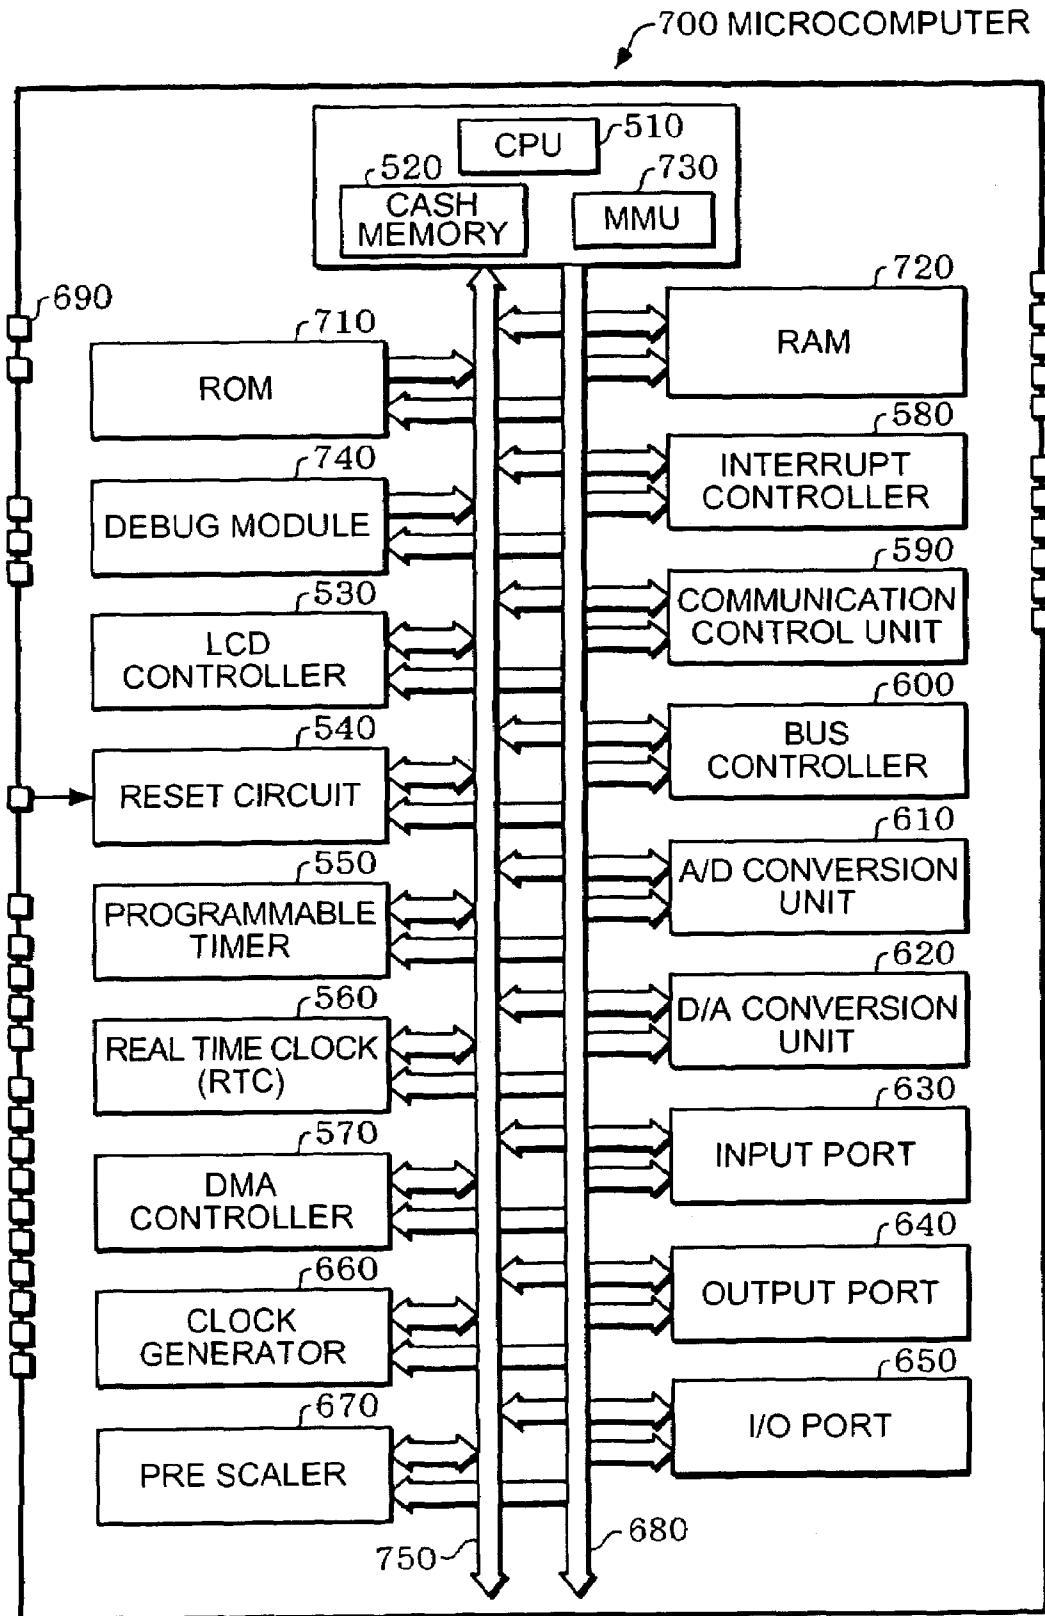 700 MICROCOMPUTER
CPU
510
520
CASH
MEMORY
730
MMU
690
710
ROM
720
RAM
740
DEBUG MODULE
580
INTERRUPT
CONTROLLER
530
LCD
CONTROLLER
590
COMMUNICATION
CONTROL UNIT
540
RESET CIRCUIT
600
BUS
CONTROLLER
550
PROGRAMMABLE
TIMER
610
A/D CONVERSION
UNIT
560
REAL TIME CLOCK
(RTC)
620
D/A CONVERSION
UNIT
570
DMA
CONTROLLER
630
INPUT PORT
660
CLOCK
GENERATOR
640
OUTPUT PORT
670
PRE SCALER
650
I/O PORT
750
680